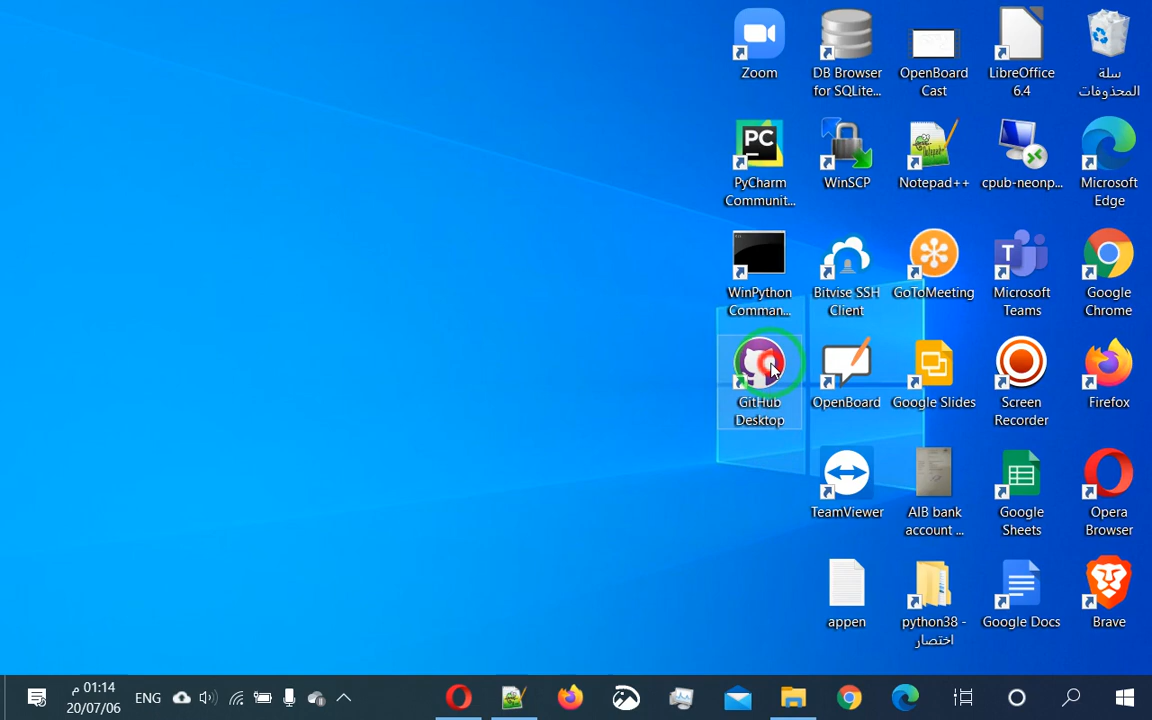 Zoom
DB Browser
for SQLite...
OpenBoard
Cast
LibreOffice
6.4
سلة
المحذوفات
PC
PyCharm
Communit...
WinSCP
Notepad++
cpub-neonp...
Microsoft
Edge
WinPython
Comman...
Bitvise SSH
Client
GoToMeeting
T
Microsoft
Teams
Google
Chrome
GitHub
Desktop
OpenBoard
Google Slides
Screen
Recorder
Firefox
TeamViewer
AIB bank
account ...
Google
Sheets
Opera
Browser
appen
python38 -
اختصار
Google Docs
Brave
01:14 م
20/07/06
ENG